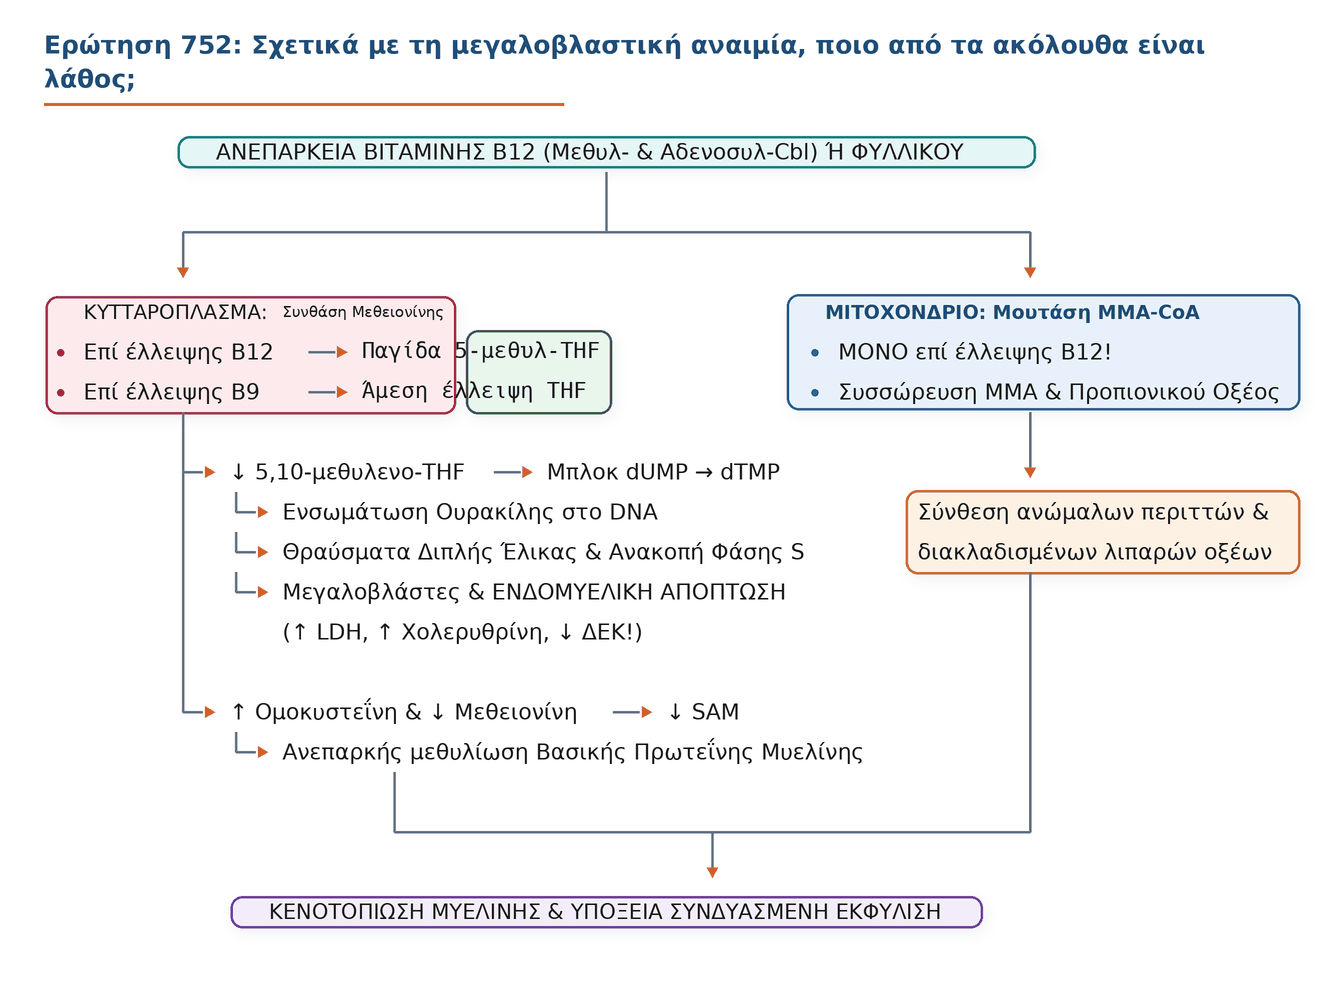 Ερώτηση 752: Σχετικά με τη μεγαλοβλαστική αναιμία, ποιο από τα ακόλουθα είναι
λάθος;
ΑΝΕΠΑΡΚΕΙΑ ΒΙΤΑΜΙΝΗΣ Β12 (Μεθυλ- & Αδενοσυλ-Cbl) Ή ΦΥΛΛΙΚΟΥ
ΚΥΤΤΑΡΟΠΛΑΣΜΑ: Συνθάση Μεθειονίνης
• Επί έλλειψης Β12 → Παγίδα 5-μεθυλ-THF
• Επί έλλειψης Β9 → Άμεση έλλειψη THF
ΜΙΤΟΧΟΝΔΡΙΟ: Μουτάση MMA-CoA
• ΜΟΝΟ επί έλλειψης Β12!
• Συσσώρευση MMA & Προπιονικού Οξέος
↓ 5,10-μεθυλενο-THF → Μπλοκ dUMP → dTMP
Ενσωμάτωση Ουρακίλης στο DNA
Θραύσματα Διπλής Έλικας & Ανακοπή Φάσης S
Μεγαλοβλάστες & ΕΝΔΟΜΥΕΛΙΚΗ ΑΠΟΠΤΩΣΗ
(↑ LDH, ↑ Χολερυθρίνη, ↓ ΔΕΚ!)
Σύνθεση ανώμαλων περιττών &
διακλαδισμένων λιπαρών οξέων
↑ Ομοκυστεΐνη & ↓ Μεθειονίνη → ↓ SAM
Ανεπαρκής μεθυλίωση Βασικής Πρωτεΐνης Μυελίνης
ΚΕΝΟΤΟΠΙΩΣΗ ΜΥΕΛΙΝΗΣ & ΥΠΟΞΕΙΑ ΣΥΝΔΥΑΣΜΕΝΗ ΕΚΦΥΛΙΣΗ